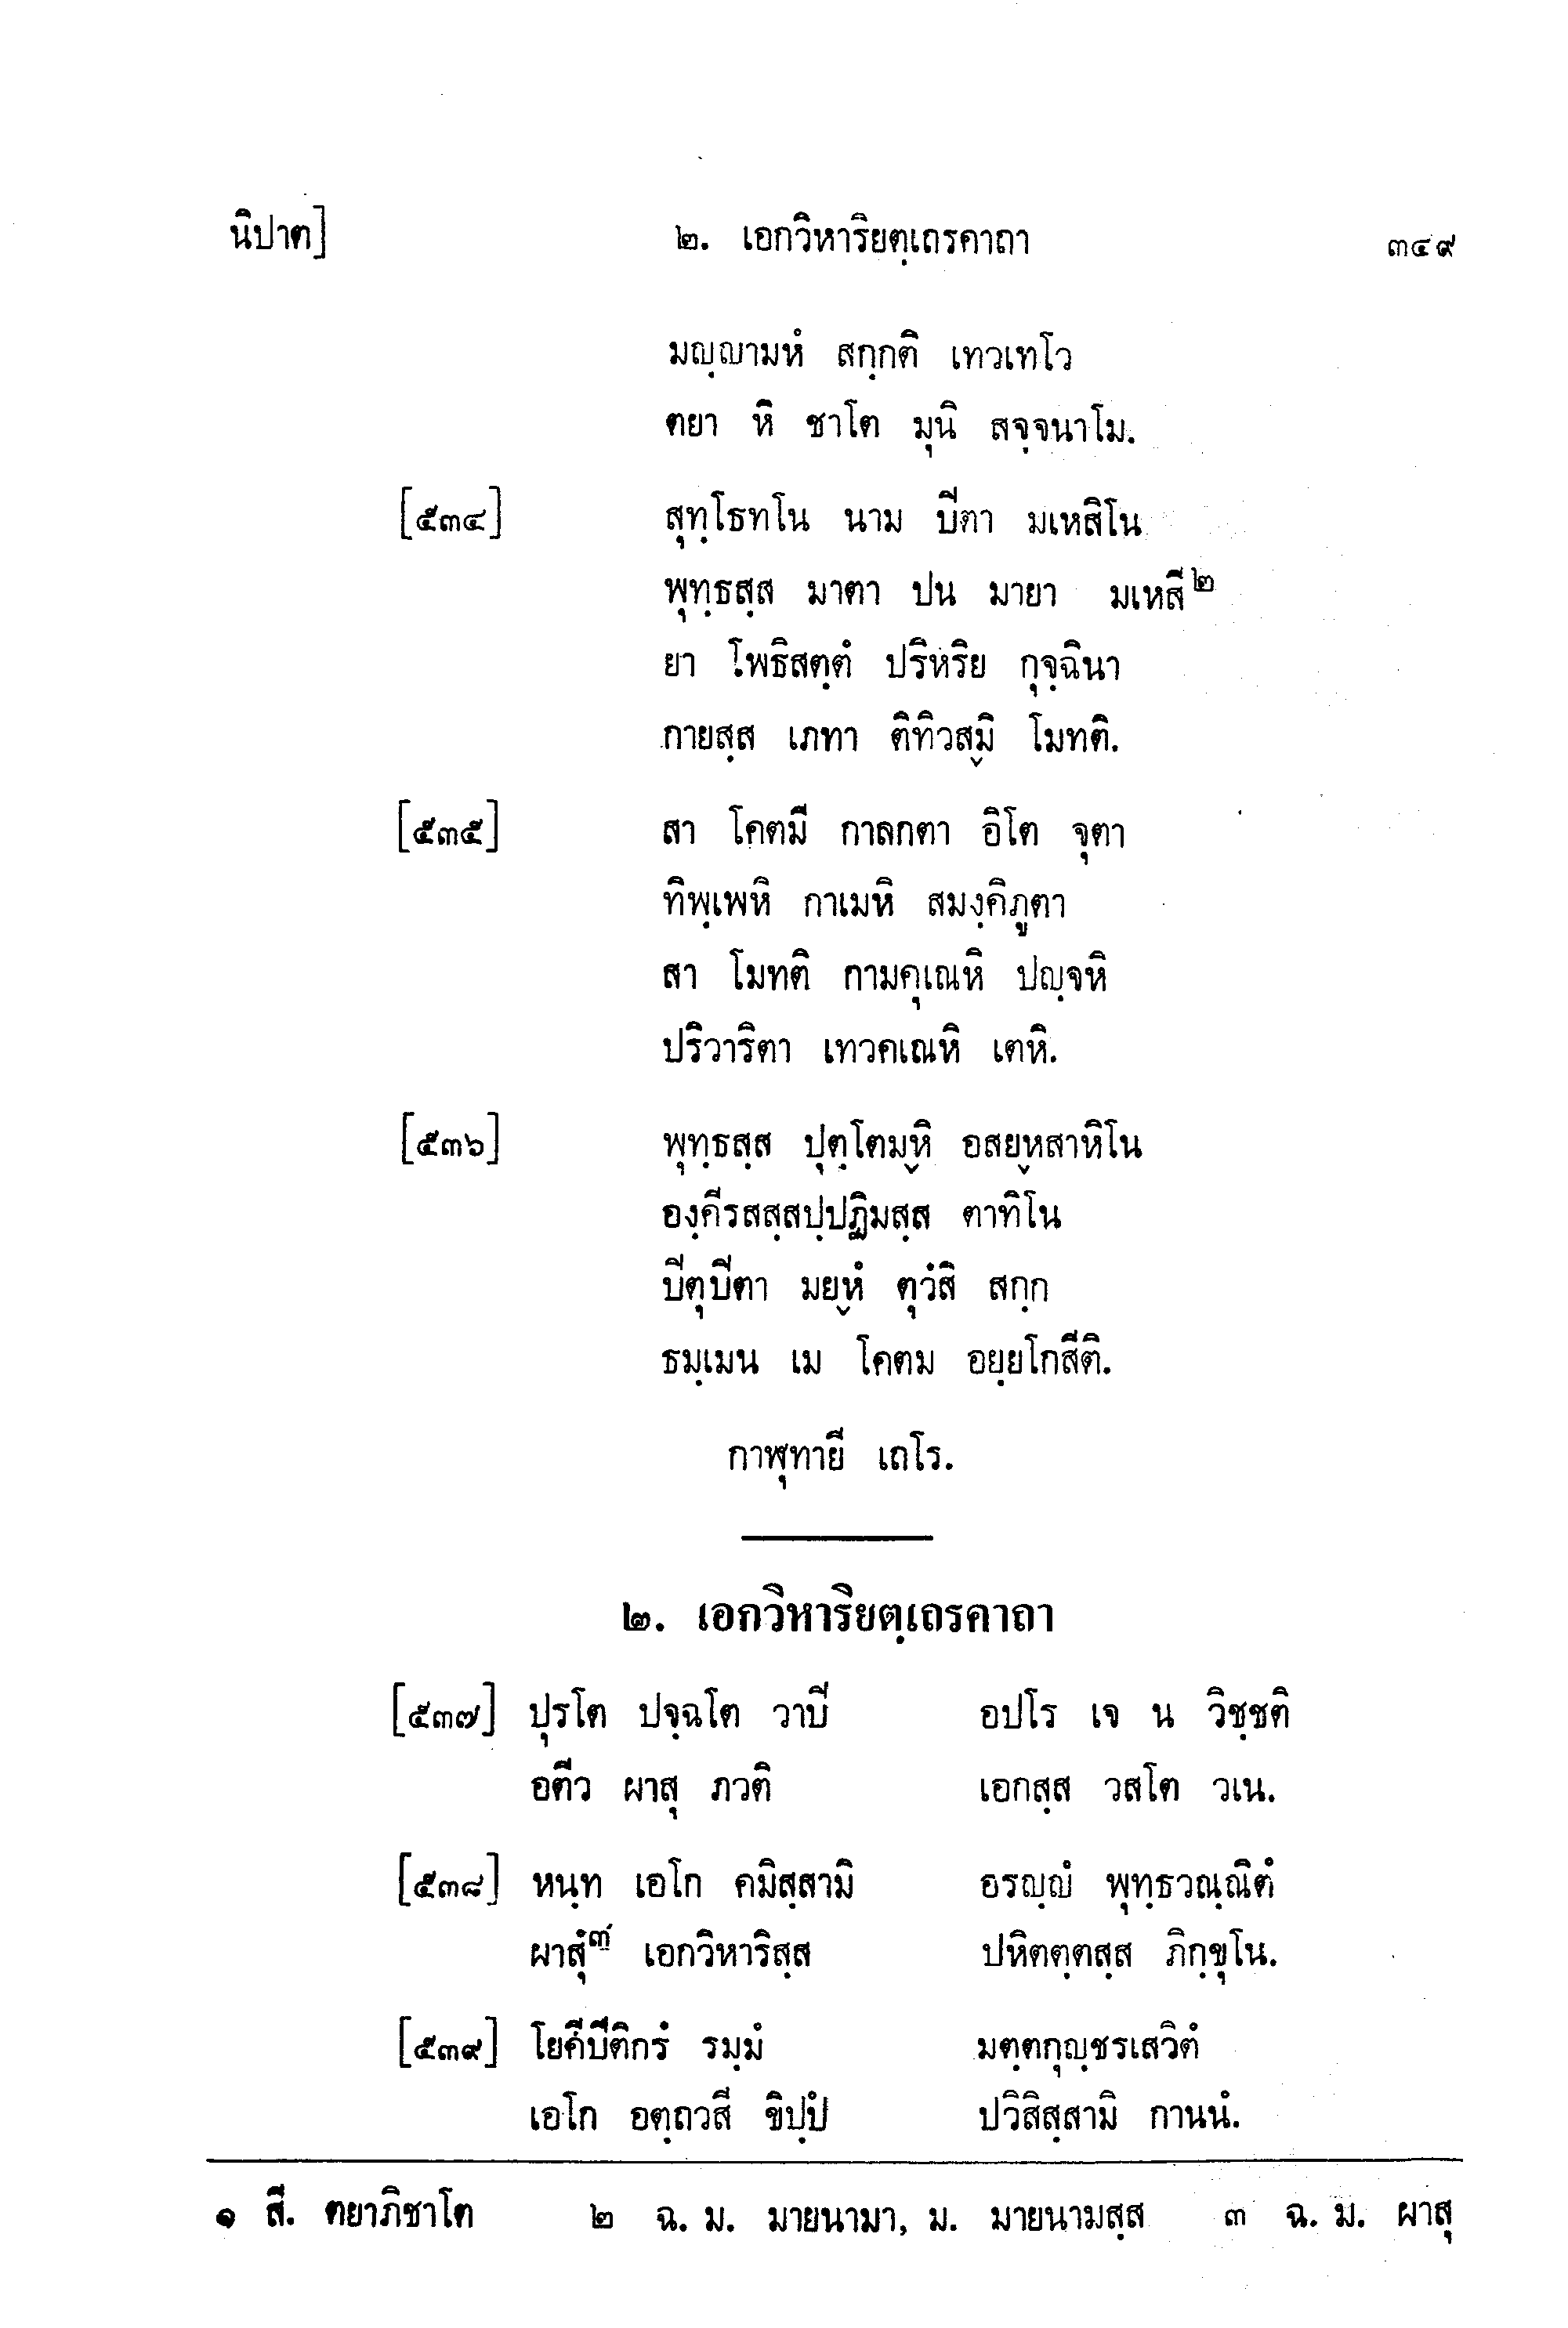 นิปาต] ๒. เอกวิหาริยตฺเถรคาถา ๓๔๙
มญฺญามหํ สกฺกติ เทวเทโว
ตยา หิ ชาโต มุนิ สจฺจนาโม.
[๕๓๔] สุทฺโธทโน นาม ปีตา มเหสิโน
พุทฺธสฺส มาตา ปน มายา มเหสี๒
ยา โพธิสตฺตํ ปริหริย กุจฺฉินา
กายสฺส เภทา ติทิวสฺมิ โมทติ.
[๕๓๕] สา โคตมี กาลกตา อิโต จุตา
ทิพฺเพหิ กาเมหิ สมงฺคิภูตา
สา โมทติ กามคุเณหิ ปญฺจหิ
ปริวาริตา เทวคเณหิ เตหิ.
[๕๓๖] พุทฺธสฺส ปุตฺโตมฺหิ อสยฺหสาหิโน
องฺคีรสสฺสปฺปฏิมสฺส ตาทิโน
ปีตุปีตา มยฺหํ ตุวํสิ สกฺก
ธมฺเมน เม โคตม อยฺยโกสีติ.
กาฬุทายี เถโร.
๒. เอกวิหาริยตฺเถรคาถา
[๕๓๗] ปุรโต ปจฺฉโต วาปี อปโร เจ น วิชฺชติ
อตีว ผาสุ ภวติ เอกสฺส วสโต วเน.
[๕๓๘] หนฺท เอโก คมิสฺสามิ อรญฺญํ พุทฺธวณฺณิตํ
ผาสุํ๓ เอกวิหาริสฺส ปหิตตฺตสฺส ภิกฺขุโน.
[๕๓๙] โยคีปีติกรํ รมฺมํ มตฺตกุญฺชรเสวิตํ
เอโก อตฺถวสี ขิปฺปํ ปวิสิสฺสามิ กานนํ.
๑ สี. ตยาภิชาโต ๒ ฉ. ม. มายนามา, ม. มายนามสฺส ๓ ฉ. ม. ผาสุ